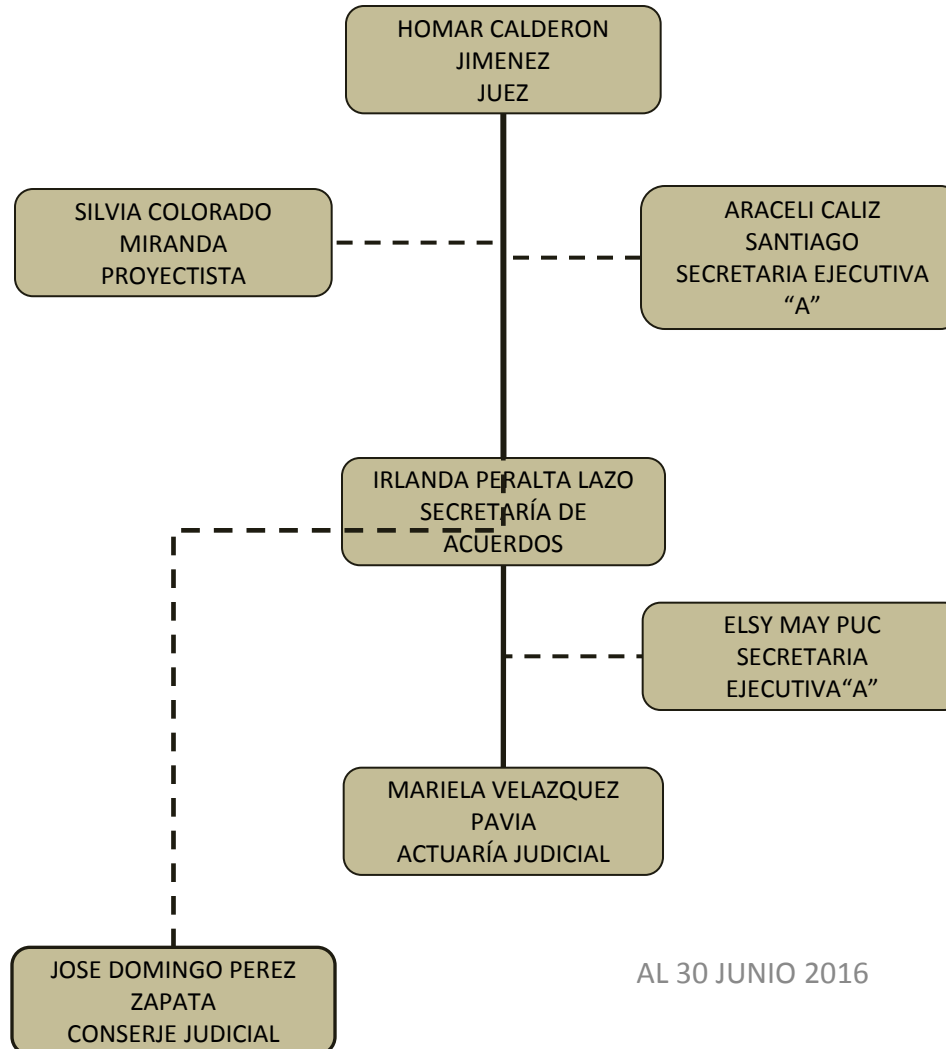 HOMAR CALDERON
JIMENEZ
JUEZ
SILVIA COLORADO
MIRANDA
PROYECTISTA
ARACELI CALIZ
SANTIAGO
SECRETARIA EJECUTIVA
“A”
IRLANDA PERALTA LAZO
SECRETARÍA DE
ACUERDOS
ELSY MAY PUC
SECRETARIA
EJECUTIVA“A”
MARIELA VELAZQUEZ
PAVIA
ACTUARÍA JUDICIAL
JOSE DOMINGO PEREZ
ZAPATA
CONSERJE JUDICIAL
AL 30 JUNIO 2016